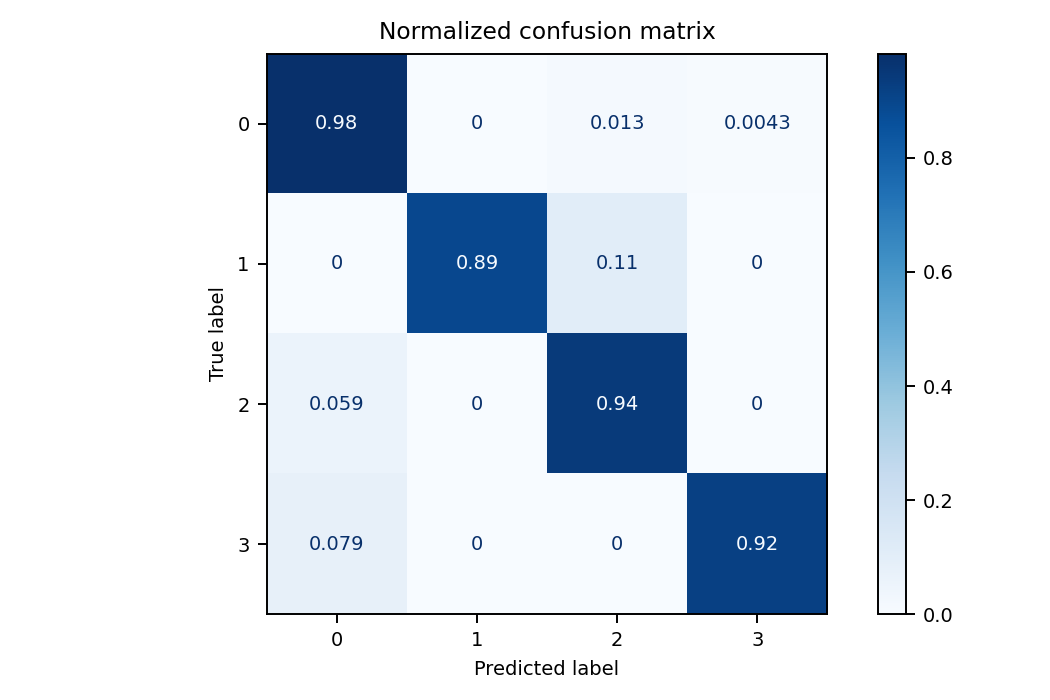 Normalized confusion matrix
0 0.98 0 0.013 0.0043
1 0 0.89 0.11 0
2 0.059 0 0.94 0
3 0.079 0 0 0.92
True label
0 1 2 3
Predicted label
0.8
0.6
0.4
0.2
0.0